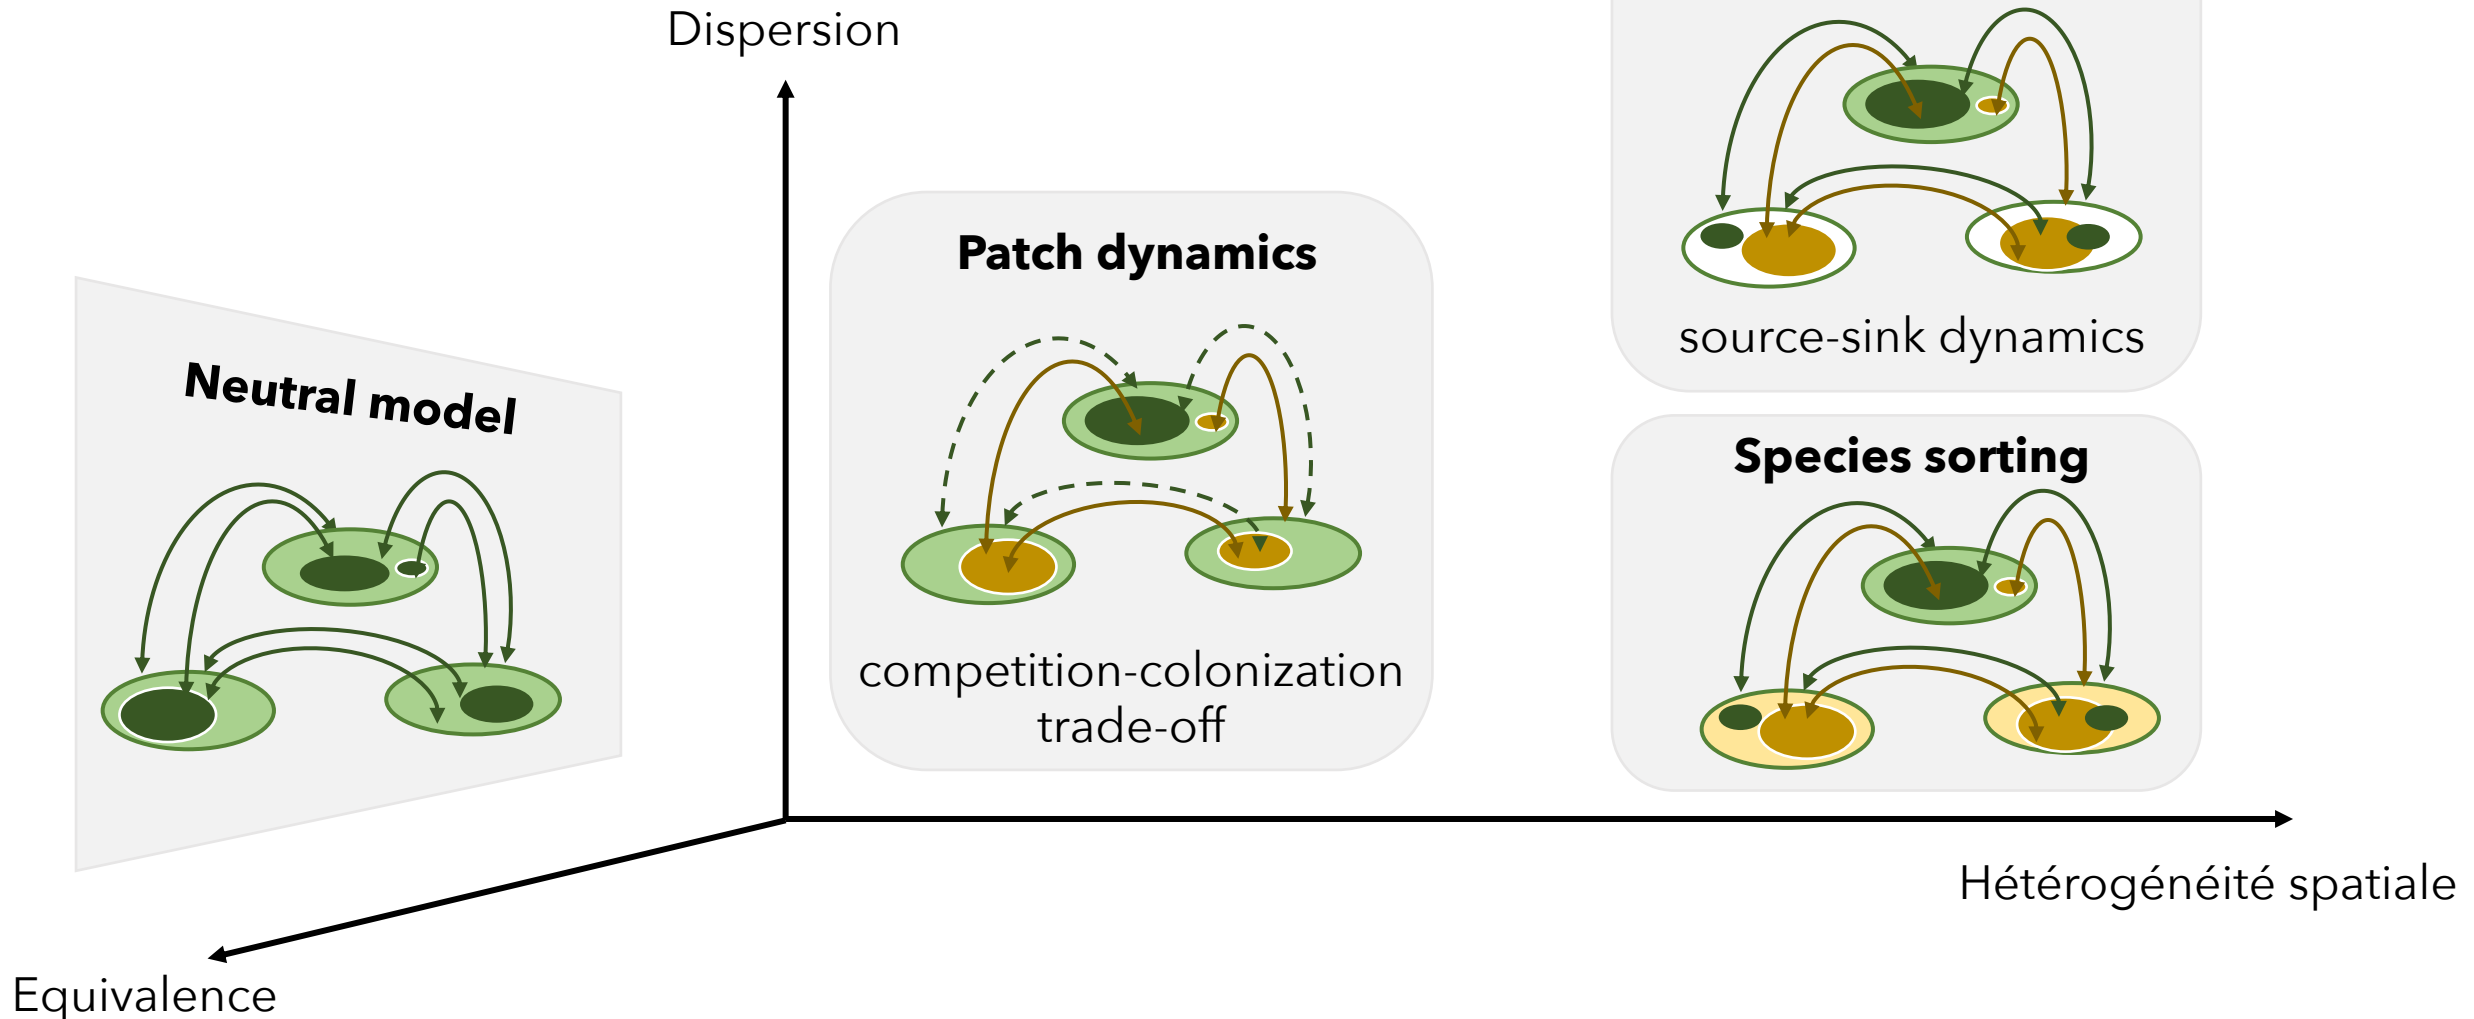 Dispersion
Patch dynamics
competition-colonization
trade-off
Neutral model
source-sink dynamics
Species sorting
Hétérogénéité spatiale
Equivalence